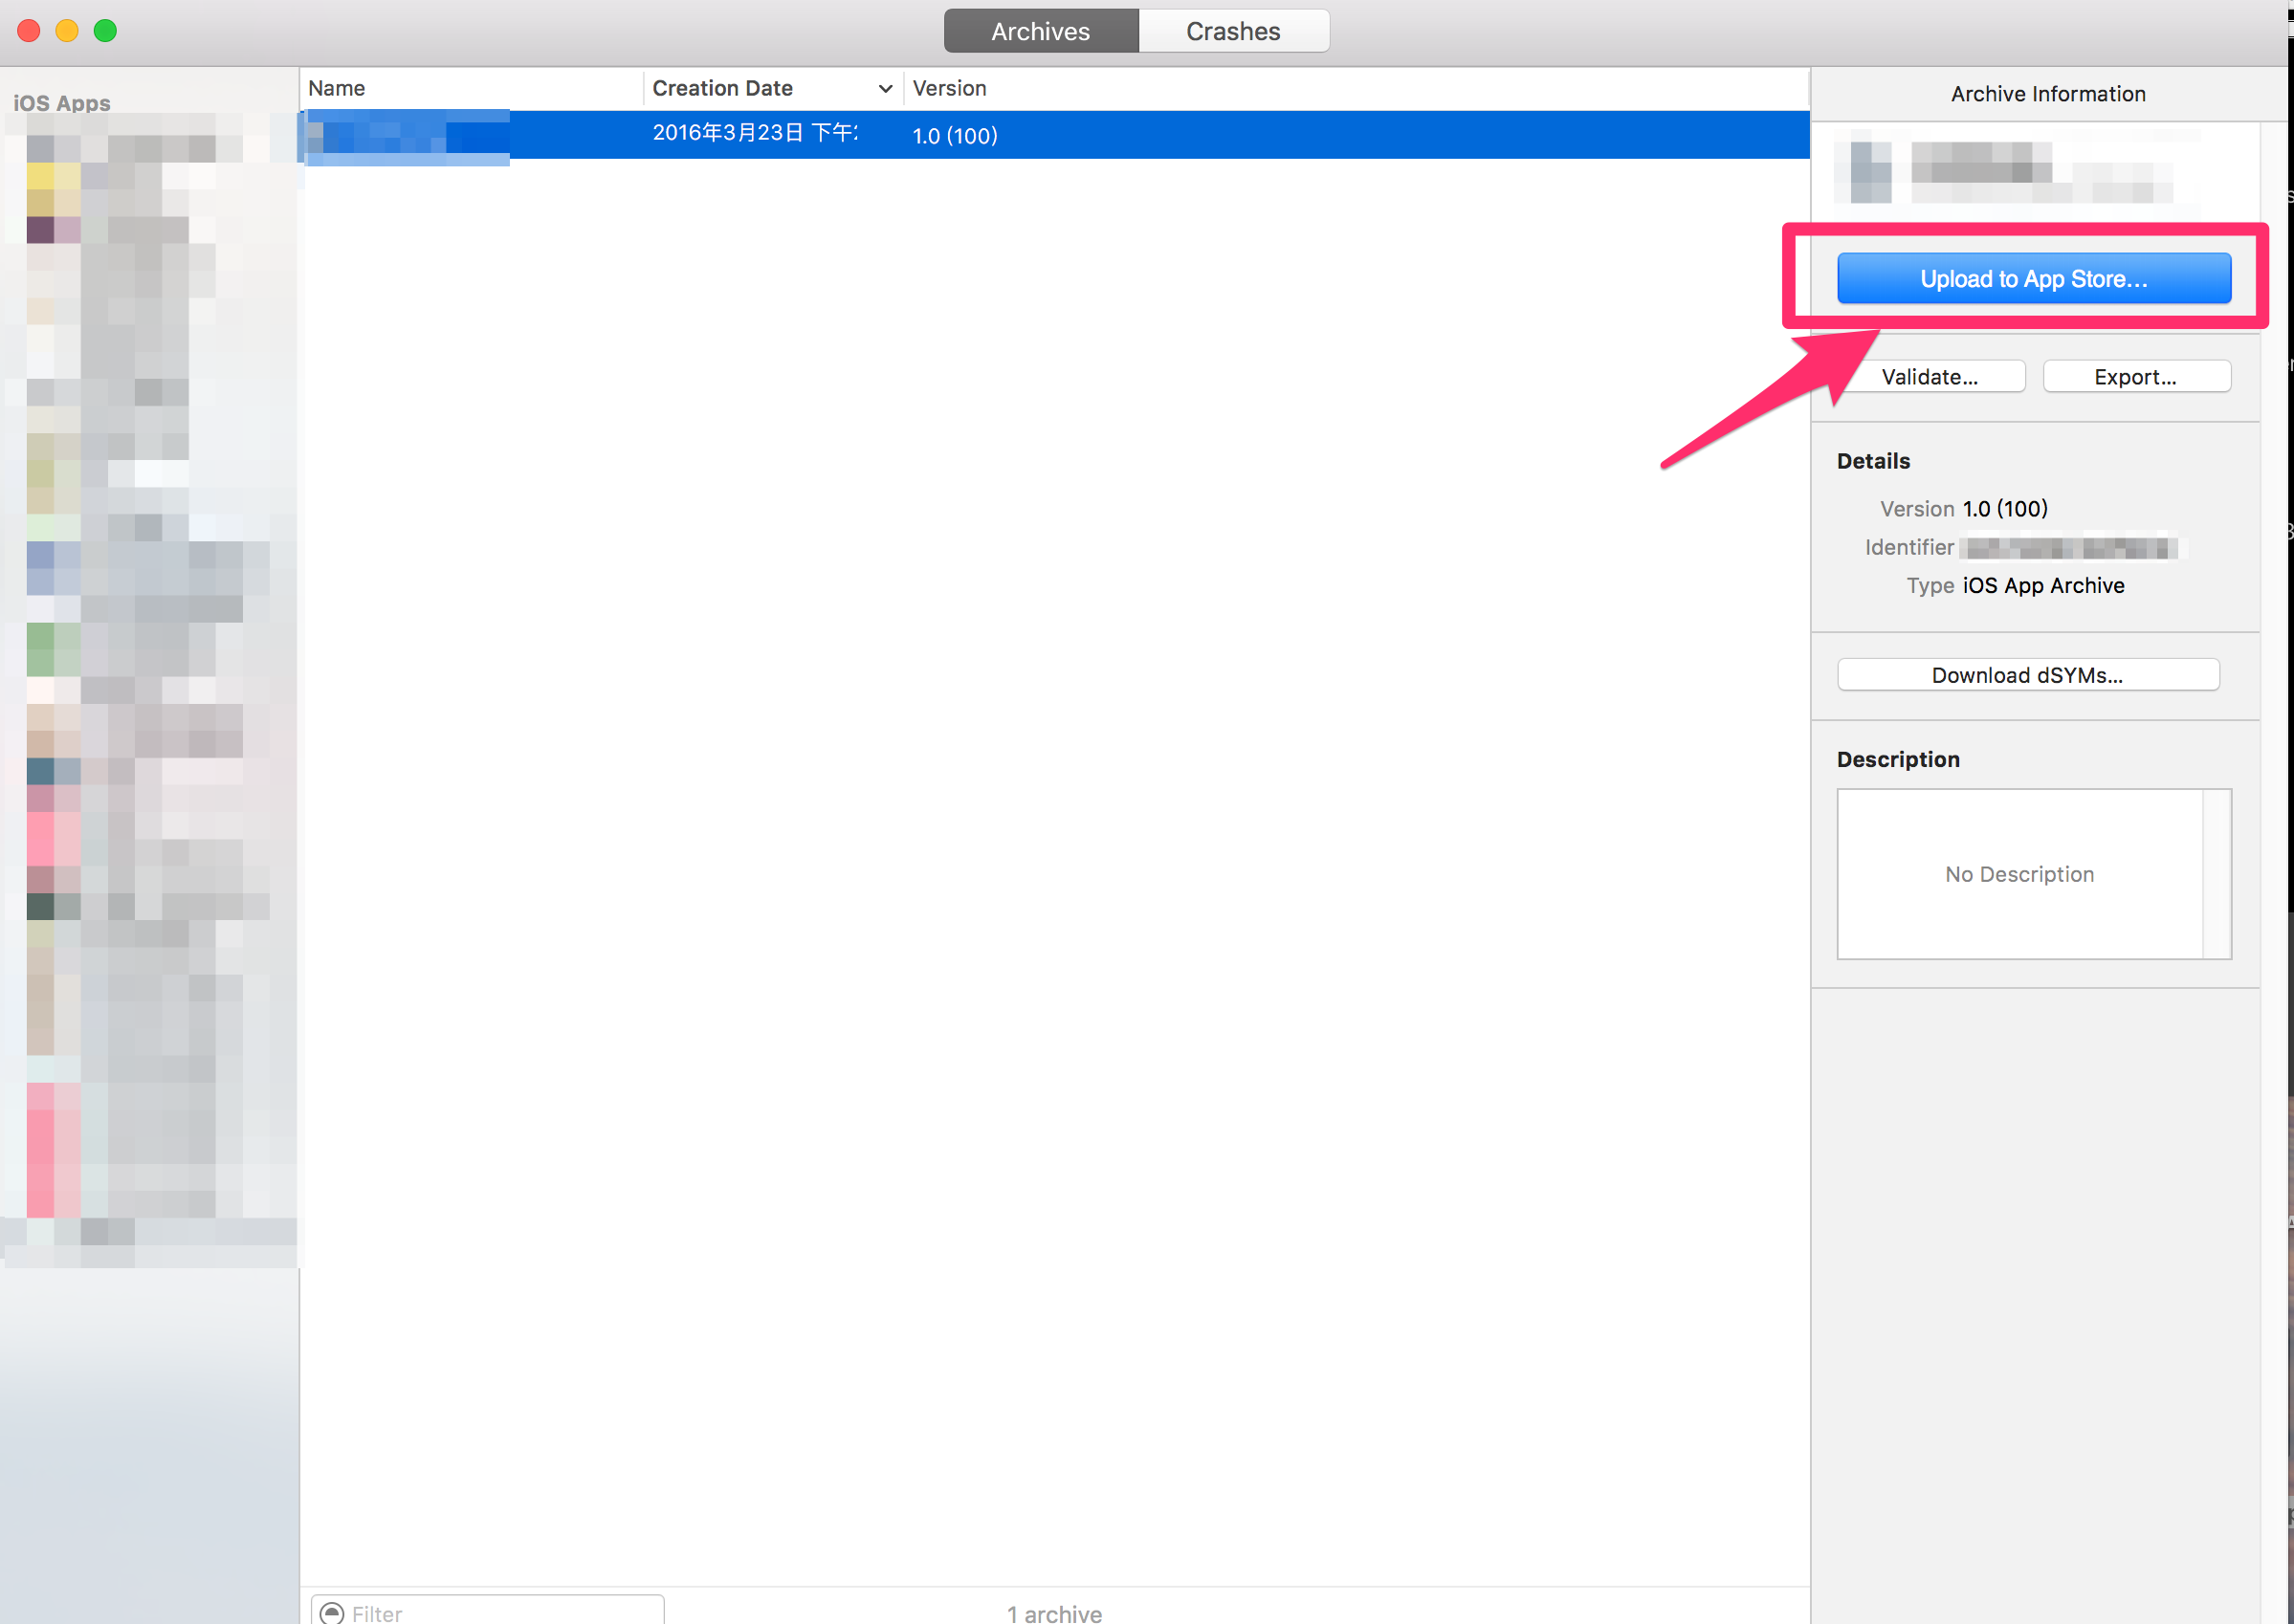 Archives
Crashes
iOS Apps
Name
Creation Date
Version
2016年3月23日 下午
1.0 (100)
Archive Information
Upload to App Store...
Validate...
Export...
Details
Version 1.0 (100)
Identifier
Type iOS App Archive
Download dSYMs...
Description
No Description
Filter
1 archive